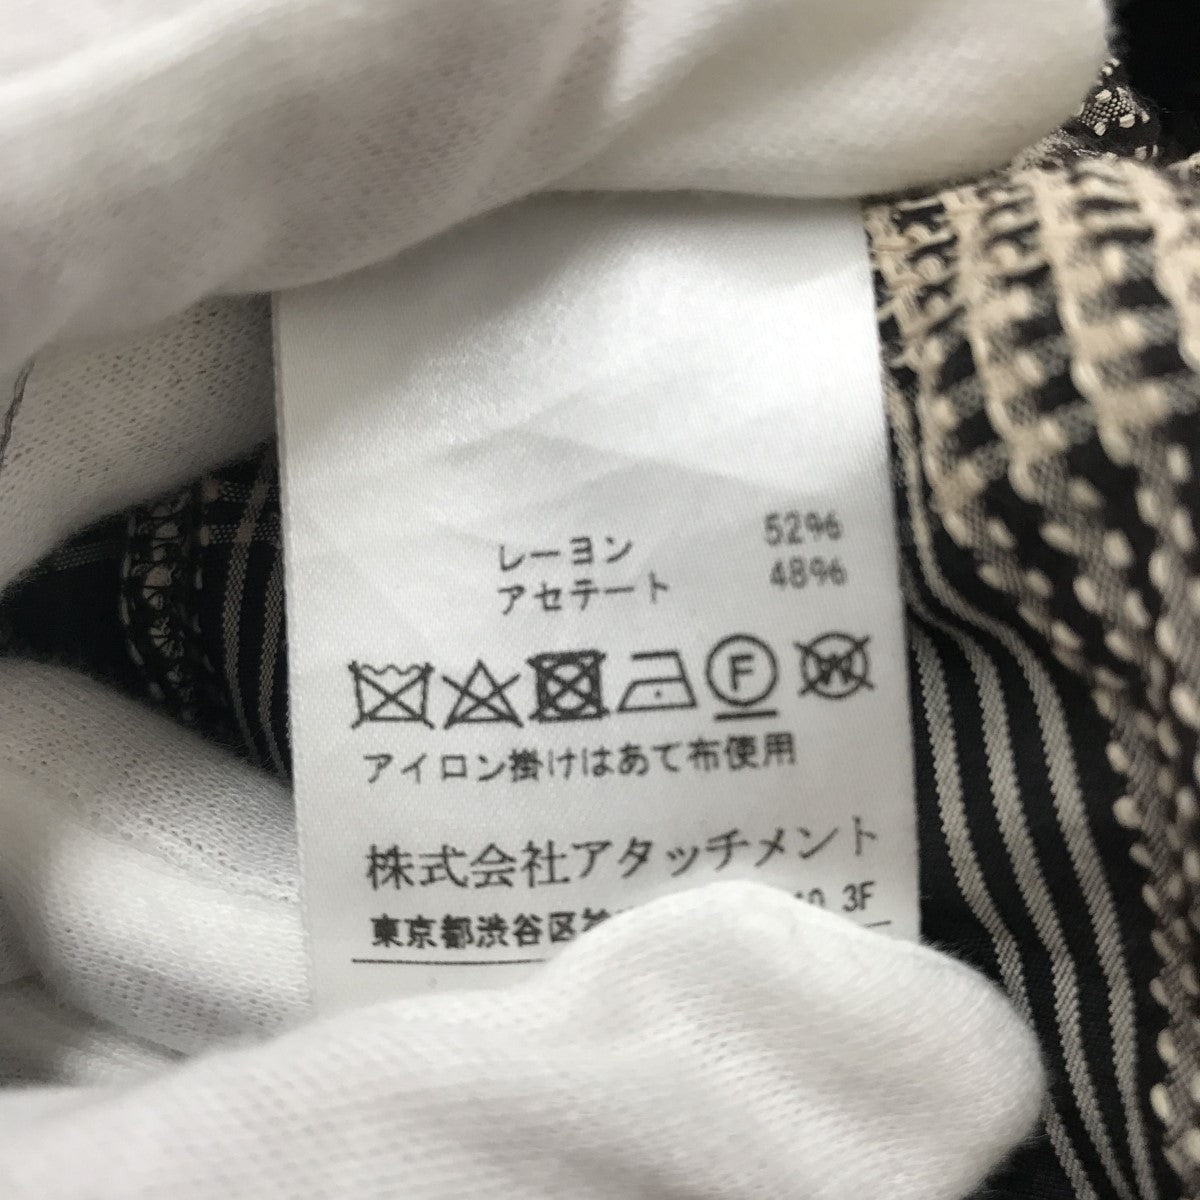 レーヨン 52%
アセテート 48%
F W
アイロン掛けはあて布使用
株式会社アタッチメント
東京都渋谷区 3F